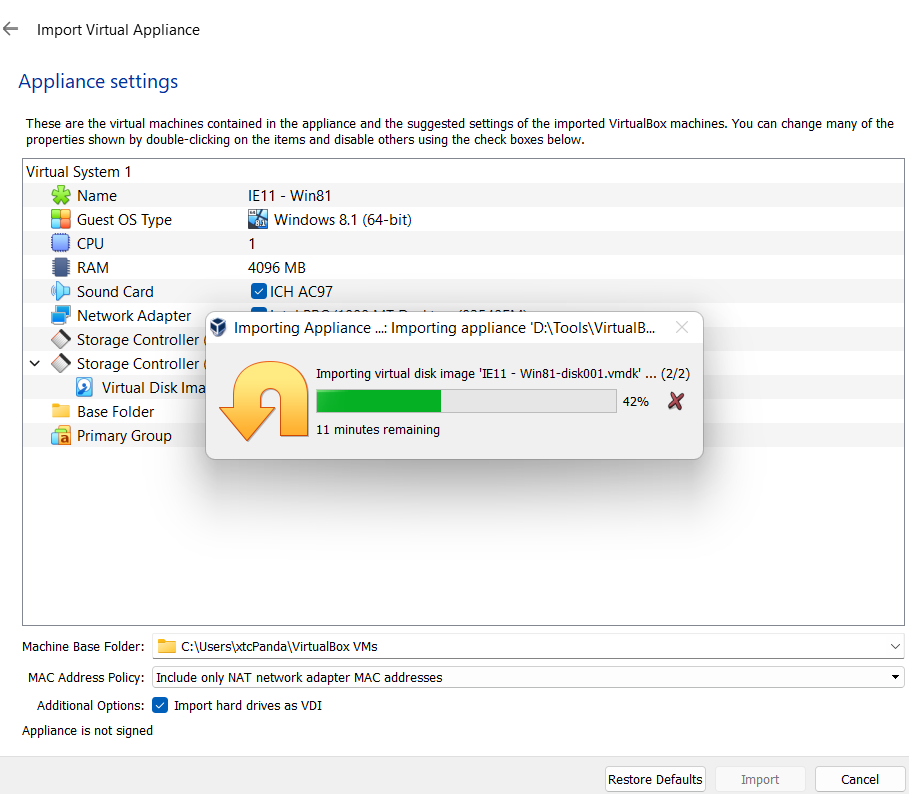 Import Virtual Appliance
Appliance settings
These are the virtual machines contained in the appliance and the suggested settings of the imported VirtualBox machines. You can change many of the
properties shown by double-clicking on the items and disable others using the check boxes below.
Virtual System 1
Name IE11 - Win81
Guest OS Type Windows 8.1 (64-bit)
CPU 1
RAM 4096 MB
Sound Card ICH AC97
Network Adapter
Storage Controller (
Storage Controller (
Virtual Disk Ima
Base Folder
Primary Group
Importing Appliance ...: Importing appliance 'D:\Tools\VirtualB...
Importing virtual disk image 'IE11 - Win81-disk001.vmdk' ... (2/2)
42%
11 minutes remaining
Machine Base Folder: C:\Users\xtcPanda\VirtualBox VMs
MAC Address Policy: Include only NAT network adapter MAC addresses
Additional Options: Import hard drives as VDI
Appliance is not signed
Restore Defaults Import Cancel